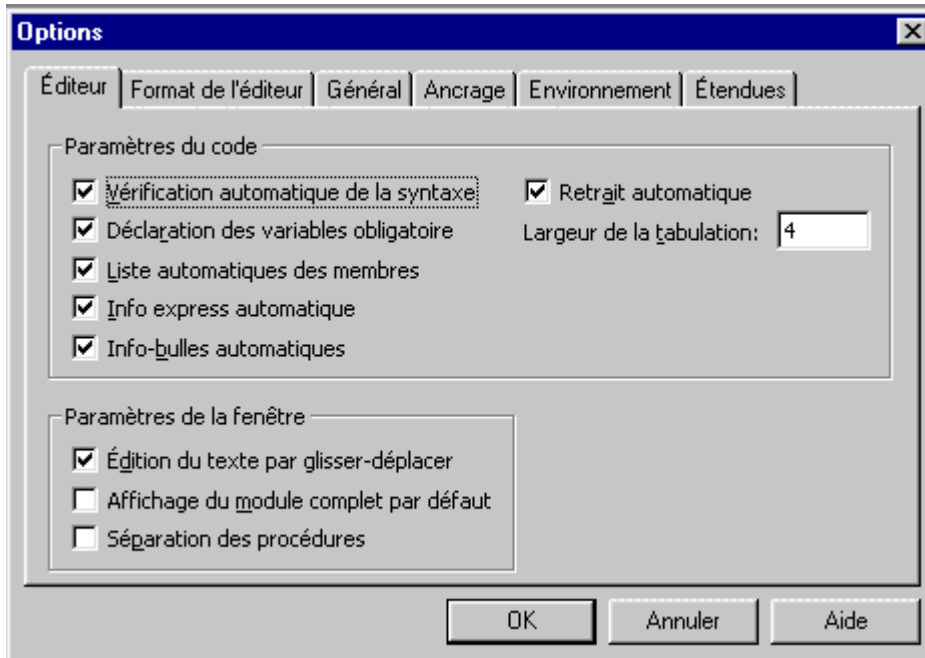 Options
Éditeur Format de l'éditeur Général Ancrage Environnement Étendues
Paramètres du code
Vérification automatique de la syntaxe
Déclaration des variables obligatoire
Liste automatiques des membres
Info express automatique
Info-bulles automatiques
Retrait automatique
Largeur de la tabulation: 4
Paramètres de la fenêtre
Édition du texte par glisser-déplacer
Affichage du module complet par défaut
Séparation des procédures
OK Annuler Aide